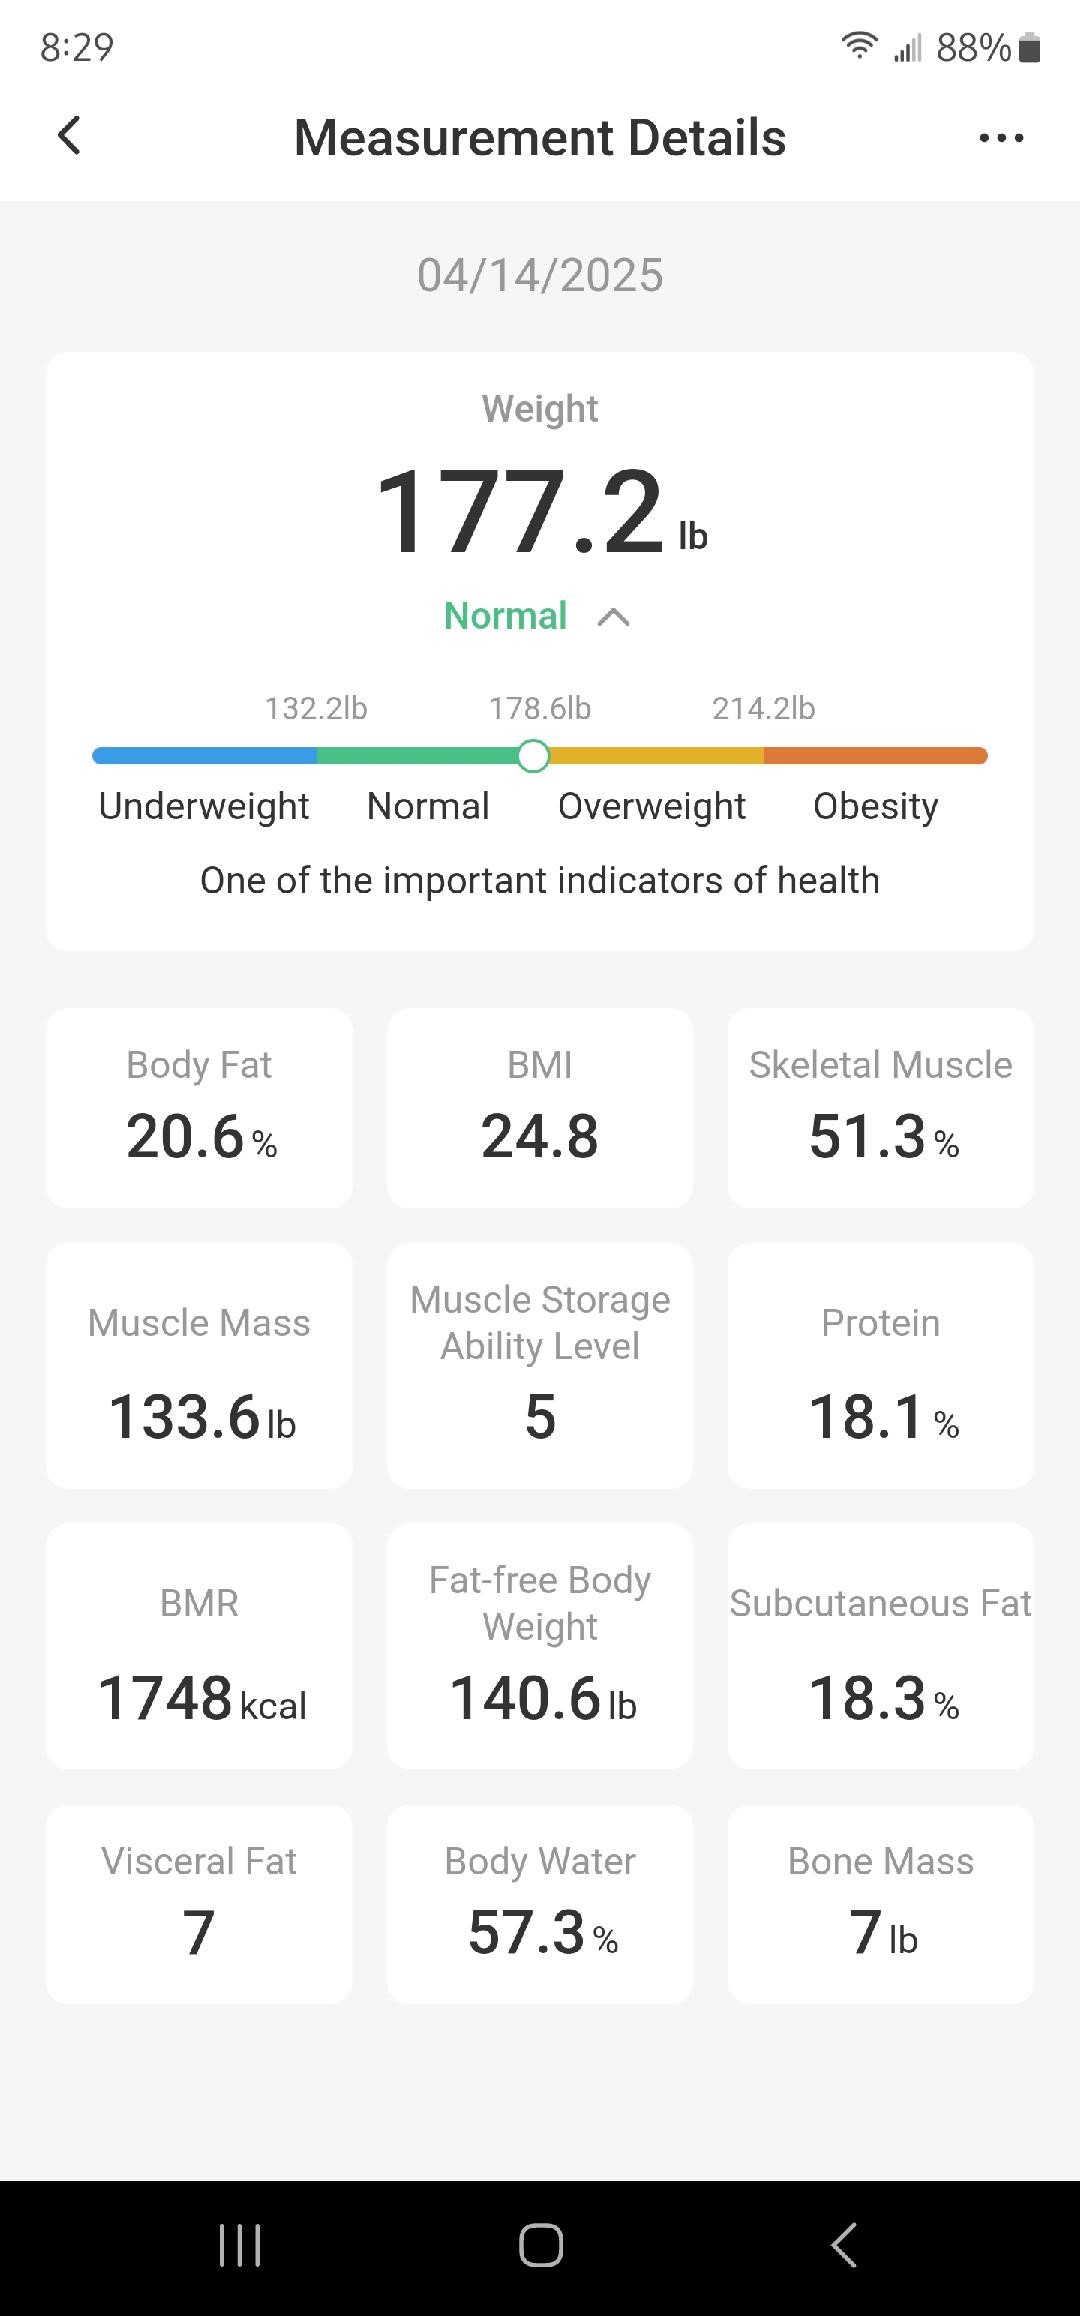 8:29 88%
Measurement Details
04/14/2025
Weight
177.2 lb
Normal
132.2lb 178.6lb 214.2lb
Underweight Normal Overweight Obesity
One of the important indicators of health
Body Fat
20.6 %
BMI
24.8
Skeletal Muscle
51.3 %
Muscle Mass
133.6 lb
Muscle Storage
Ability Level
5
Protein
18.1 %
BMR
1748 kcal
Fat-free Body
Weight
140.6 lb
Subcutaneous Fat
18.3 %
Visceral Fat
7
Body Water
57.3 %
Bone Mass
7 lb